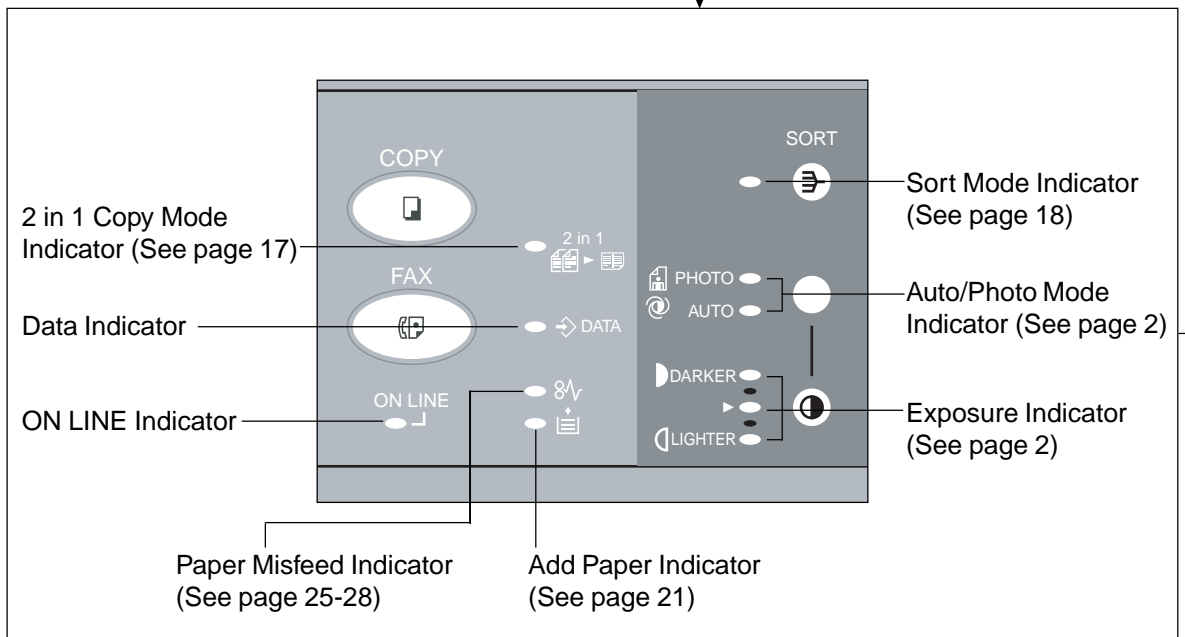 COPY
SORT
2 in 1
FAX
PHOTO
AUTO
DATA
DARKER
ON LINE
LIGHTER
2 in 1 Copy Mode
Indicator (See page 17)
Data Indicator
ON LINE Indicator
Paper Misfeed Indicator
(See page 25-28)
Add Paper Indicator
(See page 21)
Sort Mode Indicator
(See page 18)
Auto/Photo Mode
Indicator (See page 2)
Exposure Indicator
(See page 2)